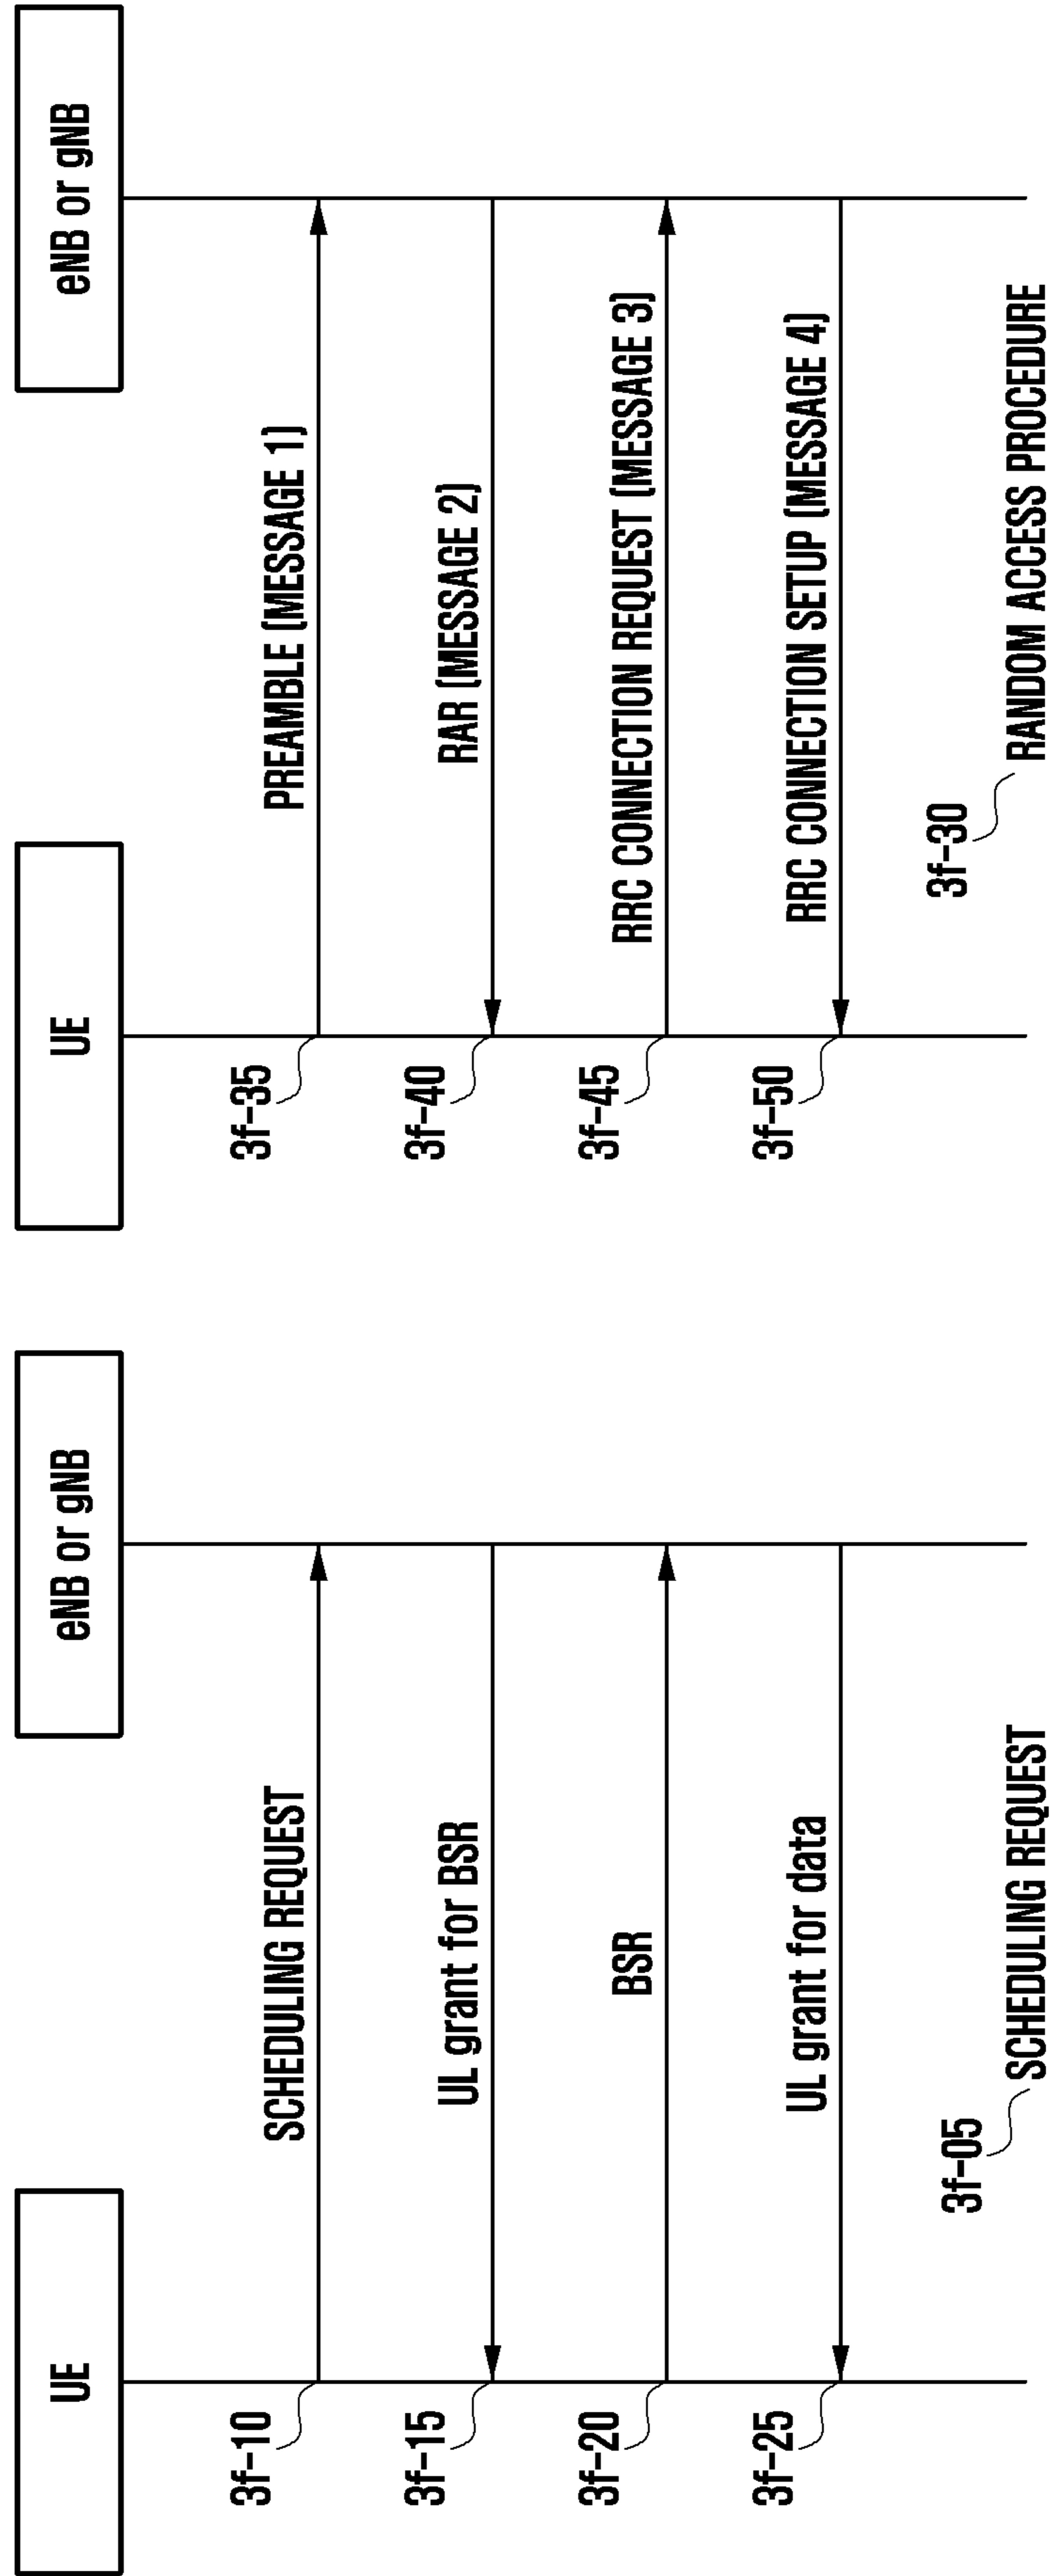 UE
eNB or gNB
3f-10
SCHEDULING REQUEST
3f-15
UL grant for BSR
3f-20
BSR
3f-25
UL grant for data
3f-05
SCHEDULING REQUEST
UE
eNB or gNB
3f-35
PREAMBLE (MESSAGE 1)
3f-40
RAR (MESSAGE 2)
3f-45
RRC CONNECTION REQUEST (MESSAGE 3)
3f-50
RRC CONNECTION SETUP (MESSAGE 4)
3f-30
RANDOM ACCESS PROCEDURE